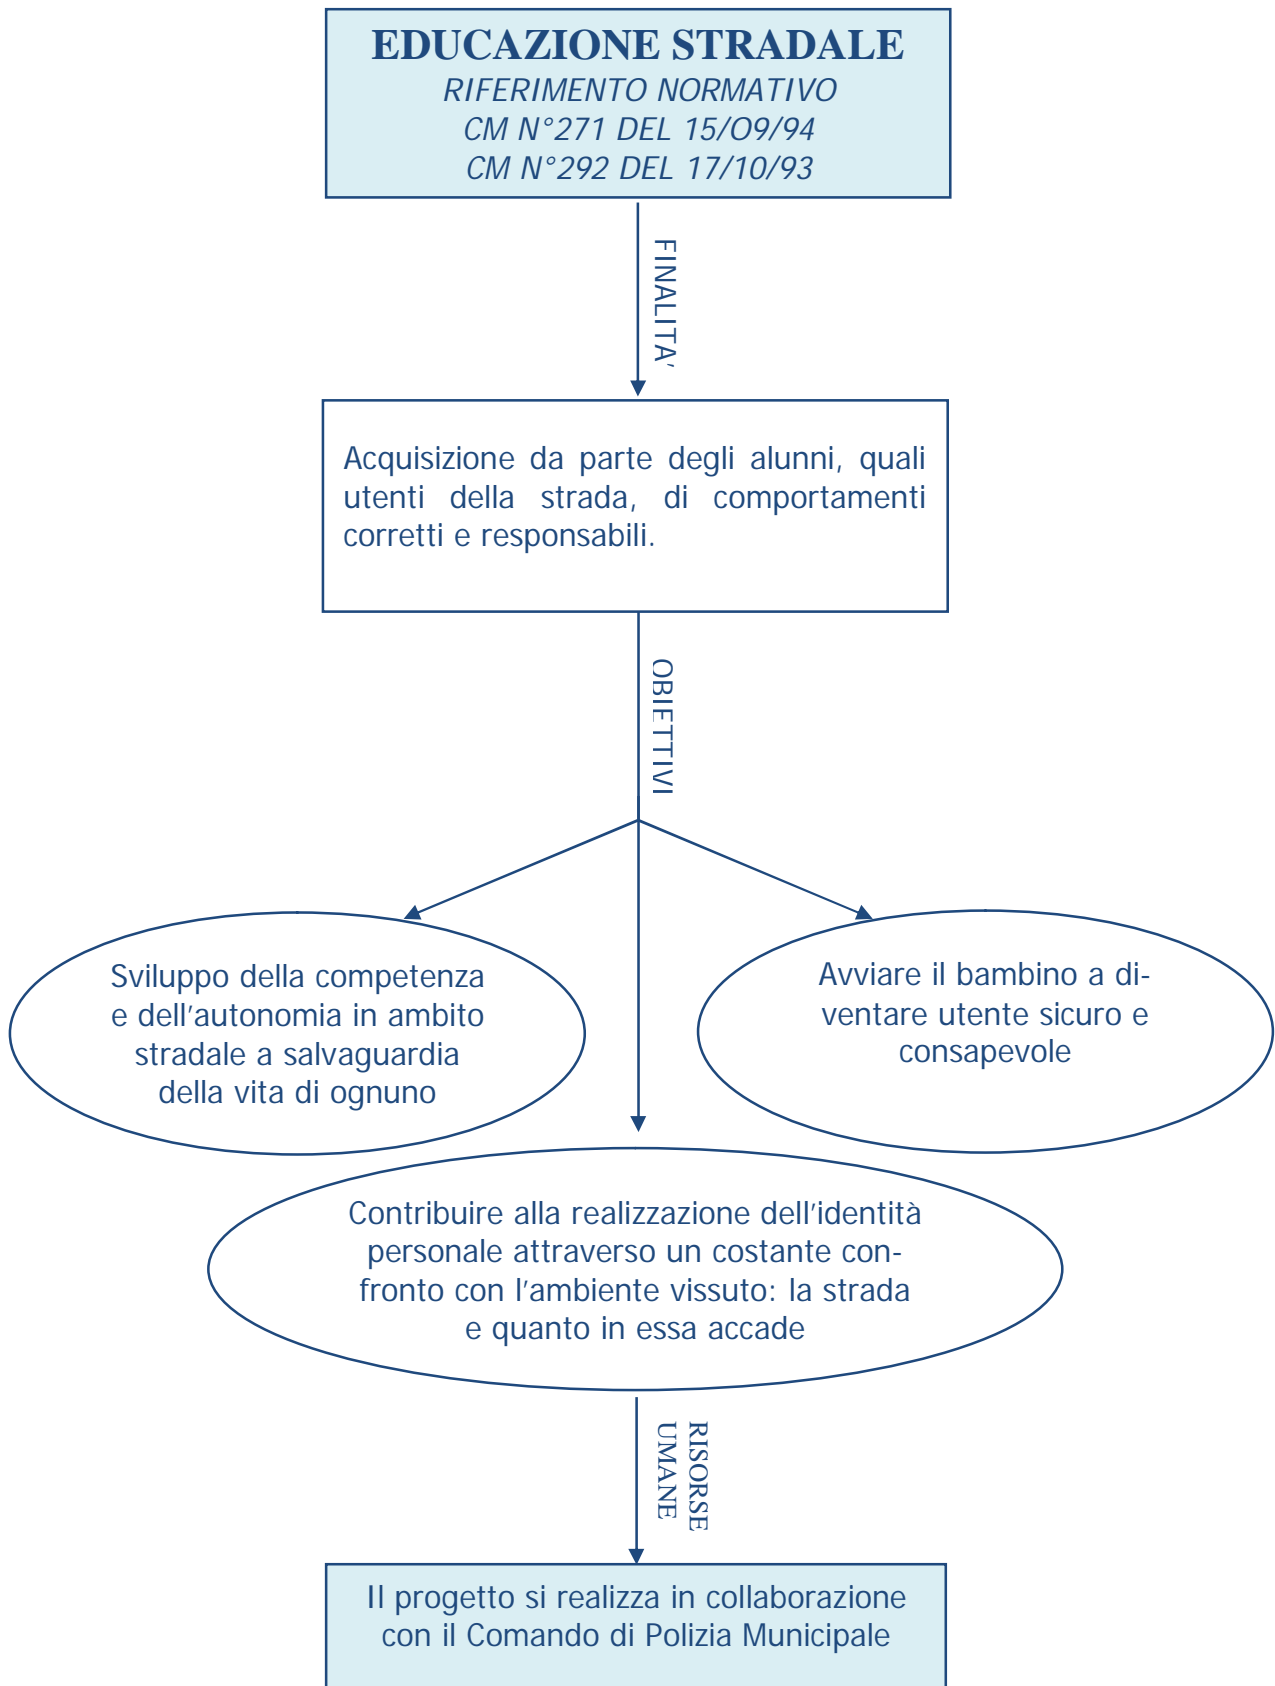 EDUCAZIONE STRADALE
RIFERIMENTO NORMATIVO
CM N°271 DEL 15/O9/94
CM N°292 DEL 17/10/93
FINALITA'
Acquisizione da parte degli alunni, quali
utenti della strada, di comportamenti
corretti e responsabili.
OBIETTIVI
Sviluppo della competenza
e dell'autonomia in ambito
stradale a salvaguardia
della vita di ognuno
Avviare il bambino a di-
ventare utente sicuro e
consapevole
Contribuire alla realizzazione dell'identità
personale attraverso un costante con-
fronto con l'ambiente vissuto: la strada
e quanto in essa accade
RISORSE
UMANE
Il progetto si realizza in collaborazione
con il Comando di Polizia Municipale